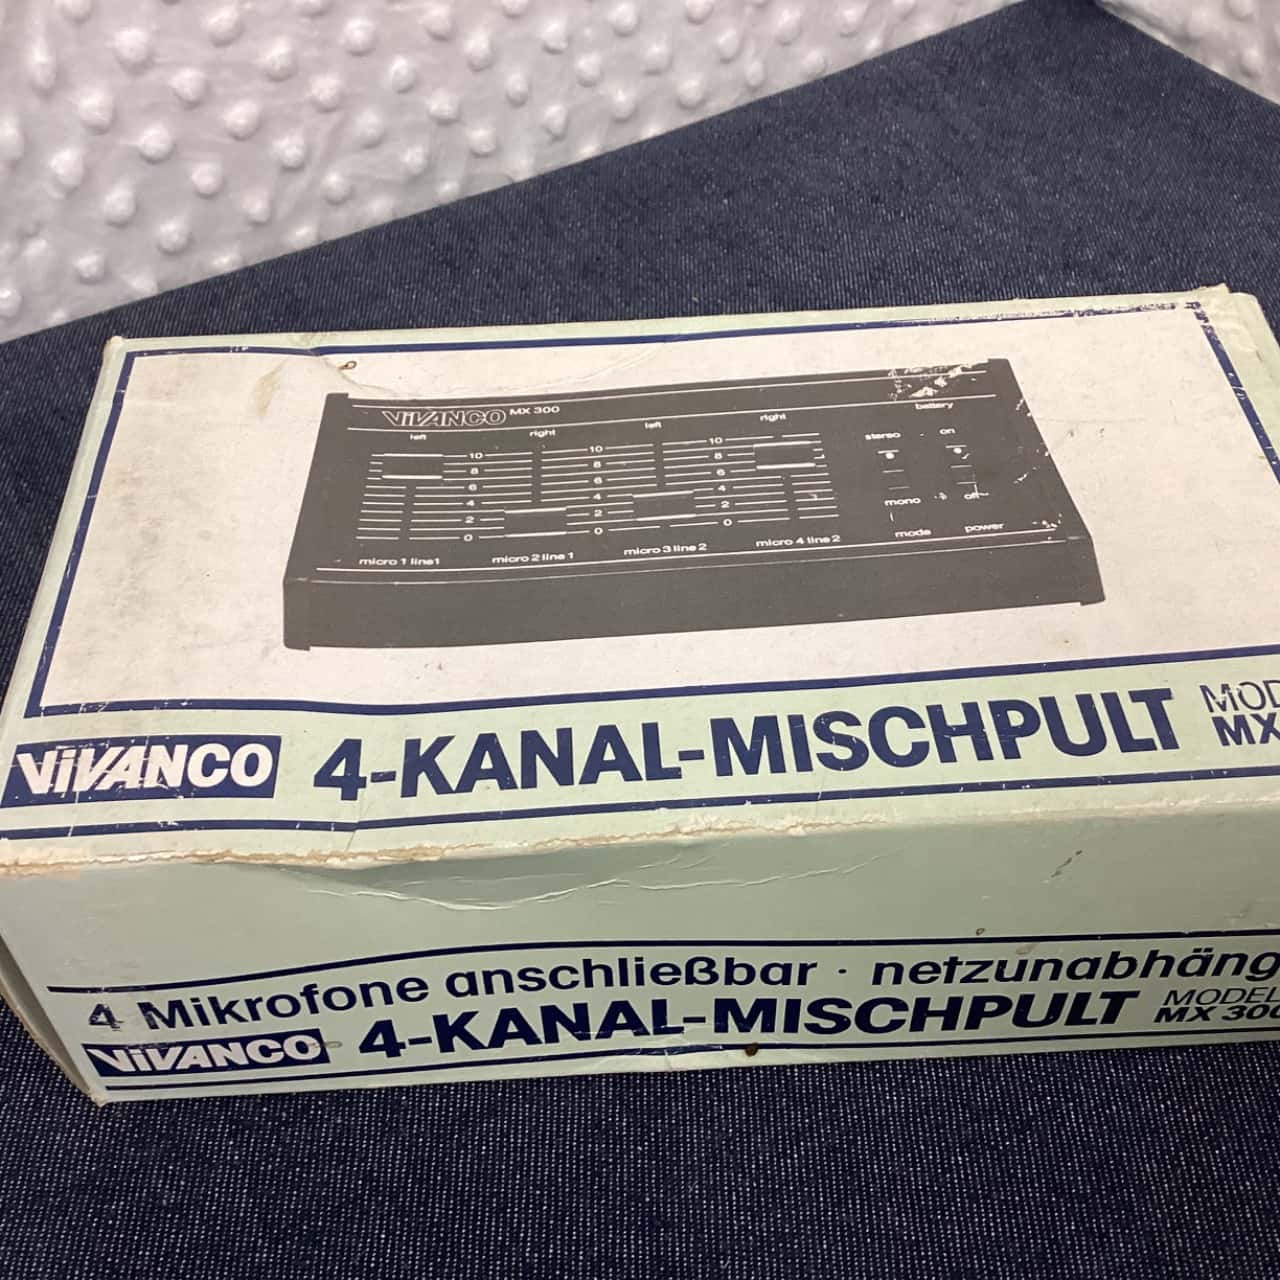 ViVANCO MX 300
left right left right
battery
stereo on
10 10 10
8 8 8
6 6 6
4 4 4
2 2 2
0 0 0
mono off
mode power
micro 1 line1 micro 2 line 1 micro 3 line 2 micro 4 line 2
ViVANCO 4-KANAL-MISCHPULT MOD
MX
4 Mikrofone anschließbar · netzunabhäng
ViVANCO 4-KANAL-MISCHPULT MODEL
MX 300